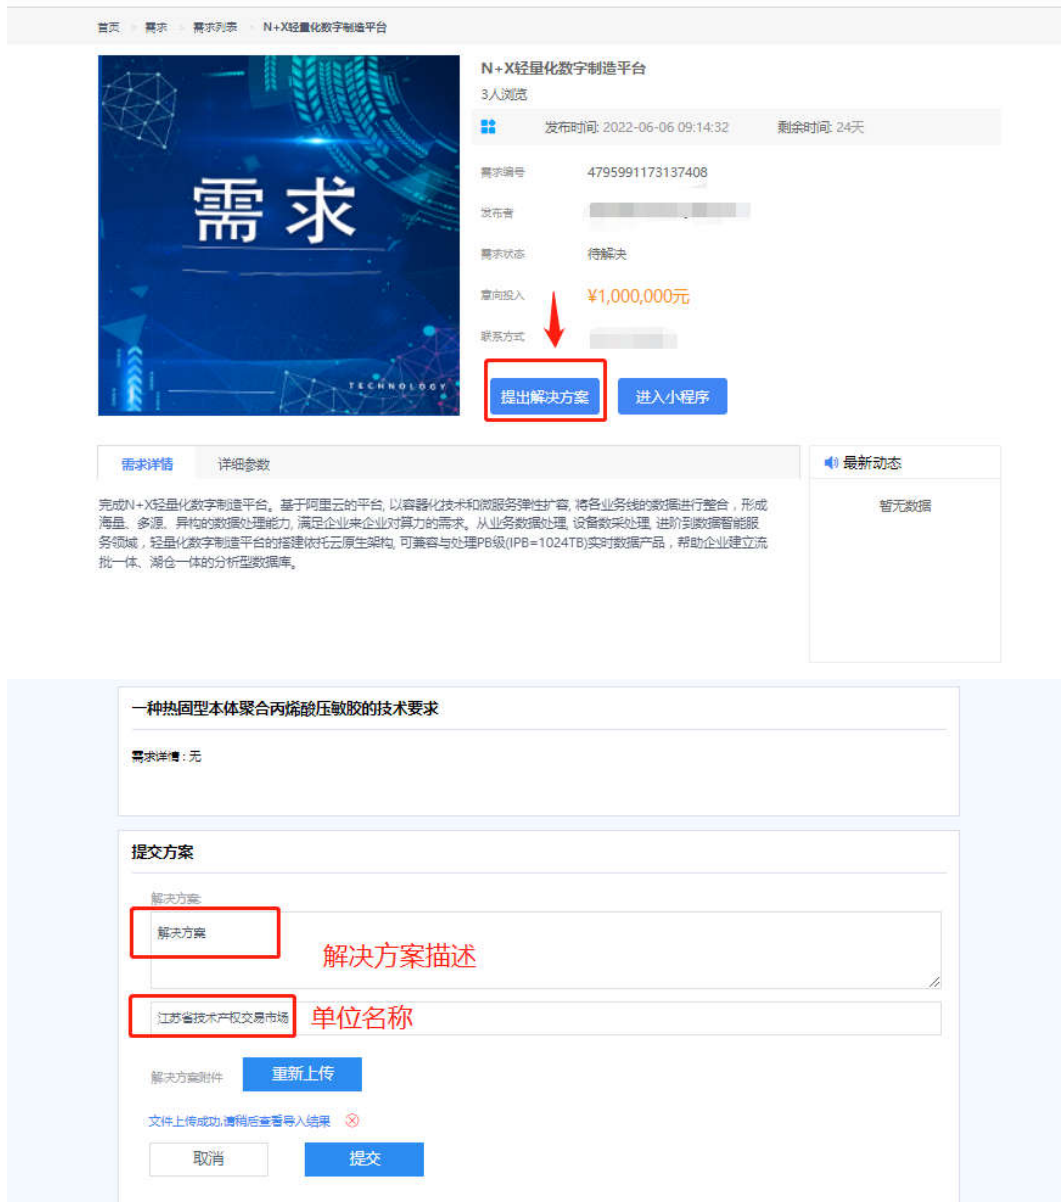 首页 > 需求 > 需求列表 > N+X轻量化数字制造平台
需求
TECHNOLOGY
N+X轻量化数字制造平台
3人浏览
发布时间: 2022-06-06 09:14:32 剩余时间: 24天
需求编号 4795991173137408
发布者
需求状态 待解决
意向投入 ¥1,000,000元
联系方式
提出解决方案 进入小程序
需求详情 详细参数
最新动态
暂无数据
完成N+X轻量化数字制造平台。基于阿里云的平台, 以容器化技术和微服务弹性扩容, 将各业务线的数据进行整合，形成
海量、多源、异构的数据处理能力, 满足企业来企业对算力的需求。从业务数据处理, 设备数采处理, 进阶到数据智能服
务领域，轻量化数字制造平台的搭建依托云原生架构, 可兼容与处理PB级(IPB=1024TB)实时数据产品，帮助企业建立流
批一体、湖仓一体的分析型数据库。
一种热固型本体聚合丙烯酸压敏胶的技术要求
需求详情 : 无
提交方案
解决方案:
解决方案
解决方案描述
江苏省技术产权交易市场 单位名称
解决方案附件 重新上传
文件上传成功,请稍后查看导入结果
取消 提交